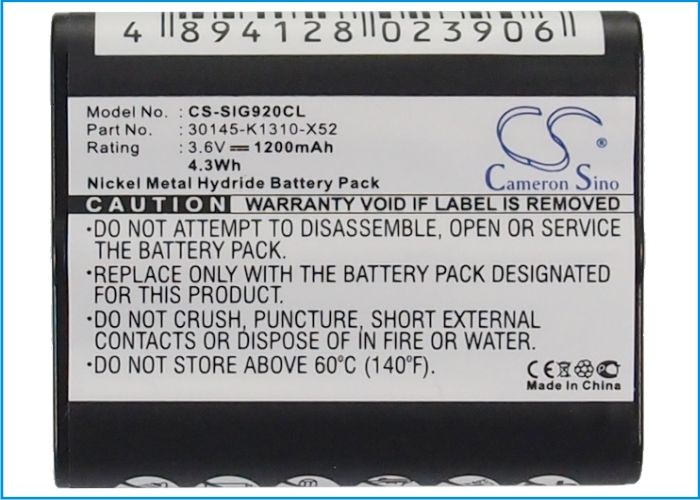 4 894128 023906
Model No. : CS-SIG920CL
Part No. : 30145-K1310-X52
Rating : 3.6V ⎓ 1200mAh
4.3Wh
Nickel Metal Hydride Battery Pack
CS
Cameron Sino
CAUTION WARRANTY VOID IF LABEL IS REMOVED
•DO NOT ATTEMPT TO DISASSEMBLE, OPEN OR SERVICE
THE BATTERY PACK.
•REPLACE ONLY WITH THE BATTERY PACK DESIGNATED
FOR THIS PRODUCT.
•DO NOT CRUSH, PUNCTURE, SHORT EXTERNAL
CONTACTS OR DISPOSE OF IN FIRE OR WATER.
•DO NOT STORE ABOVE 60°C (140°F).
CE
Made In China